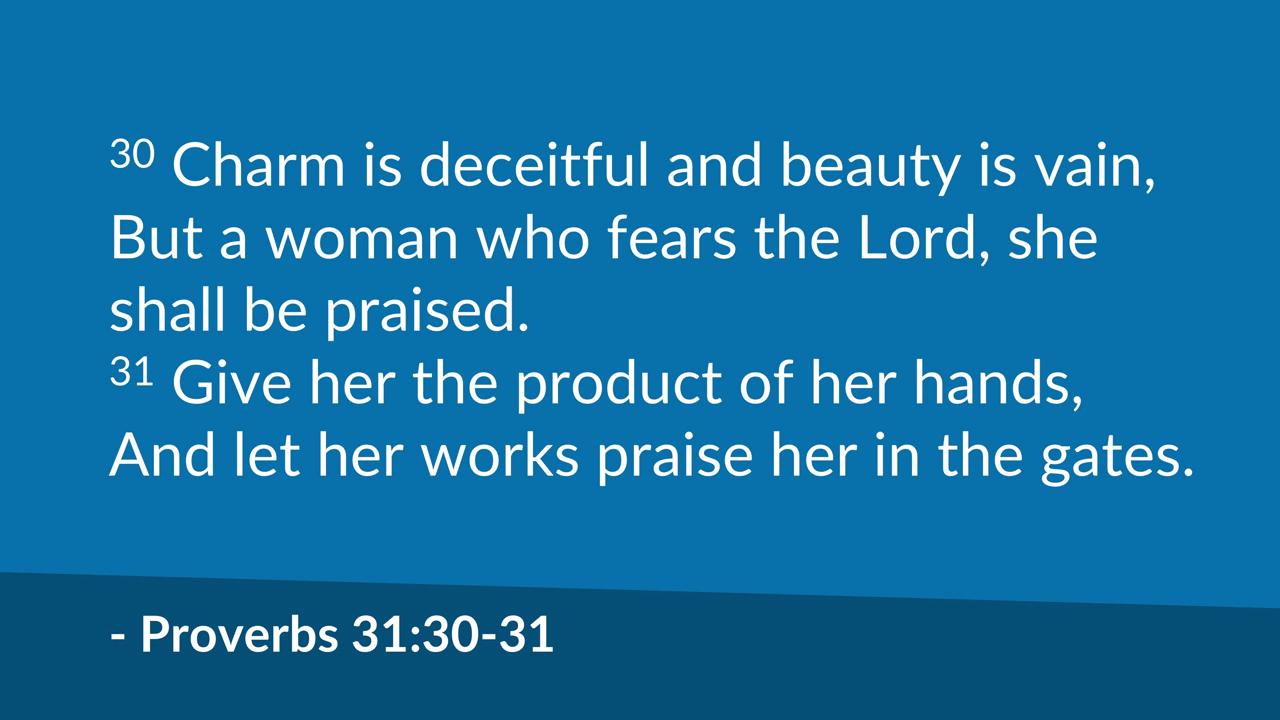 30 Charm is deceitful and beauty is vain,
But a woman who fears the Lord, she
shall be praised.
31 Give her the product of her hands,
And let her works praise her in the gates.
- Proverbs 31:30-31